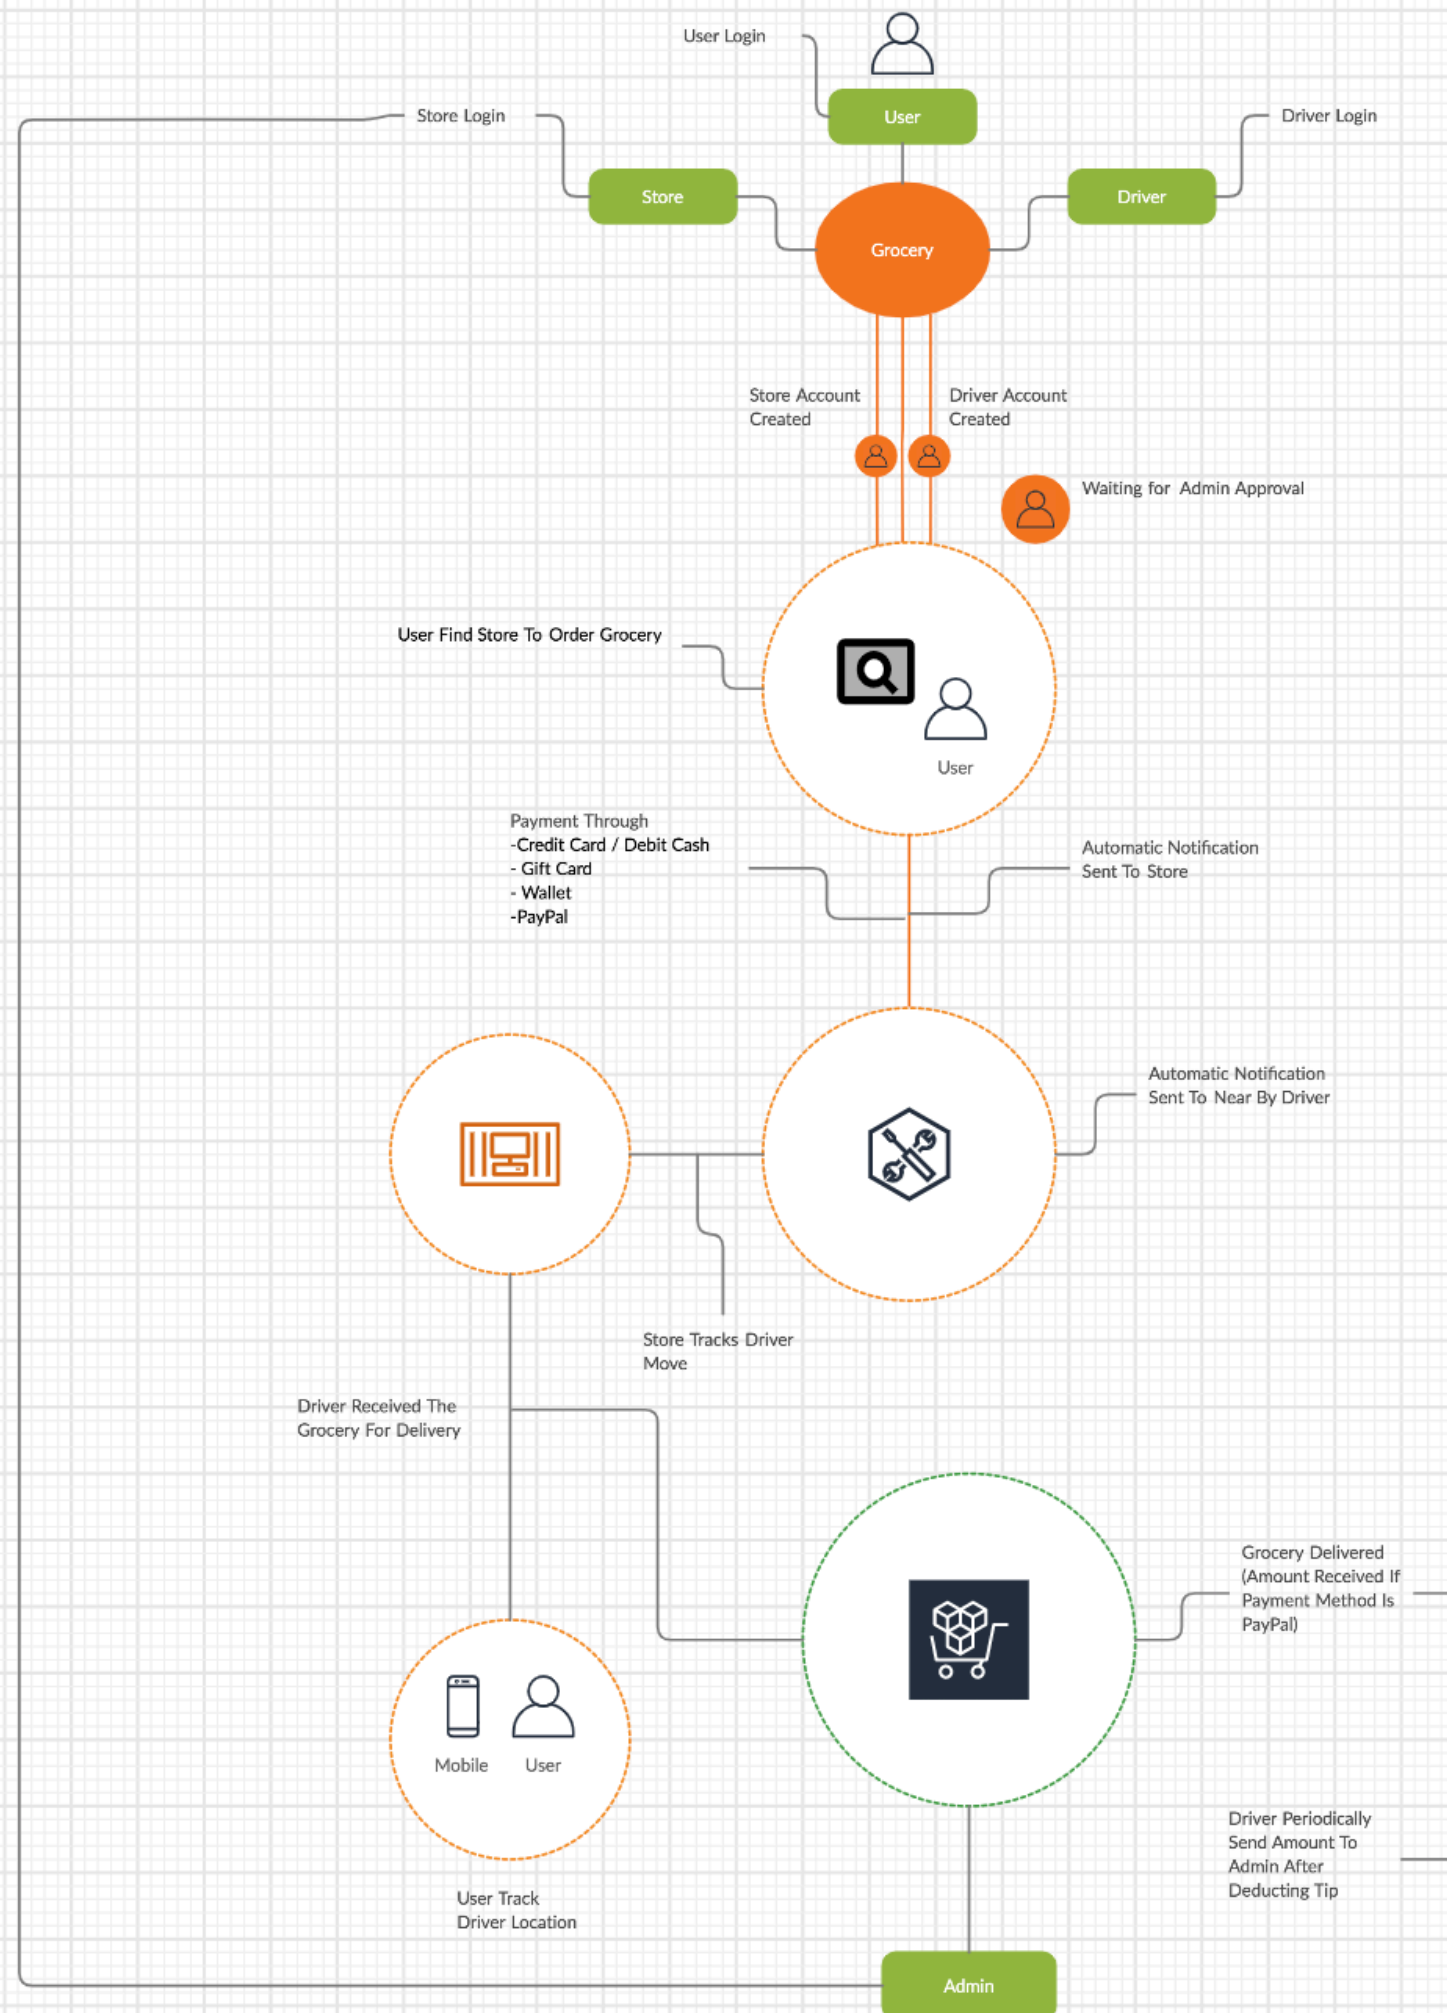 User Login
Store Login
User
Driver Login
Store
Driver
Grocery
Store Account
Created
Driver Account
Created
Waiting for Admin Approval
User Find Store To Order Grocery
User
Payment Through
-Credit Card / Debit Cash
- Gift Card
- Wallet
-PayPal
Automatic Notification
Sent To Store
Automatic Notification
Sent To Near By Driver
Store Tracks Driver
Move
Driver Received The
Grocery For Delivery
Grocery Delivered
(Amount Received If
Payment Method Is
PayPal)
Mobile
User
User Track
Driver Location
Driver Periodically
Send Amount To
Admin After
Deducting Tip
Admin